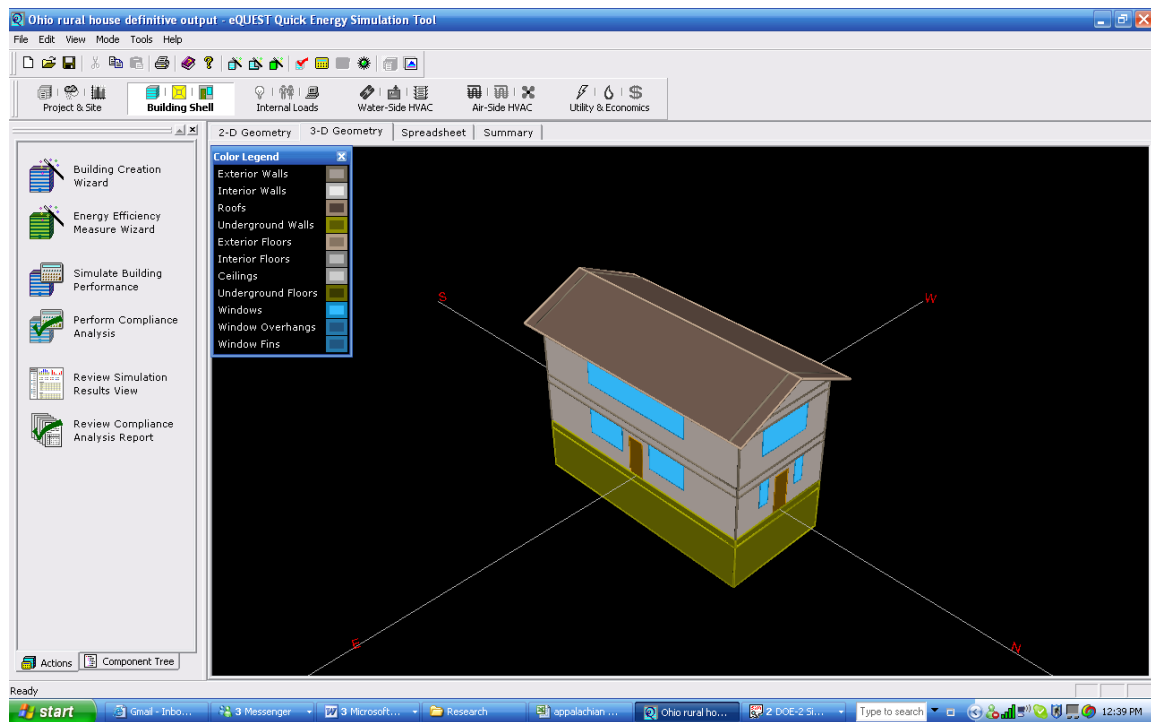 Ohio rural house definitive output - eQUEST Quick Energy Simulation Tool
File Edit View Mode Tools Help
Project & Site Building Shell Internal Loads Water-Side HVAC Air-Side HVAC Utility & Economics
2-D Geometry 3-D Geometry Spreadsheet Summary
Building Creation
Wizard
Energy Efficiency
Measure Wizard
Simulate Building
Performance
Perform Compliance
Analysis
Review Simulation
Results View
Review Compliance
Analysis Report
Actions Component Tree
Color Legend
Exterior Walls
Interior Walls
Roofs
Underground Walls
Exterior Floors
Interior Floors
Ceilings
Underground Floors
Windows
Window Overhangs
Window Fins
S
W
E
N
Ready
start Gmail - Inbo... 3 Messenger 3 Microsoft... Research appalachian ... Ohio rural ho... 2 DOE-2 Si... Type to search 12:39 PM